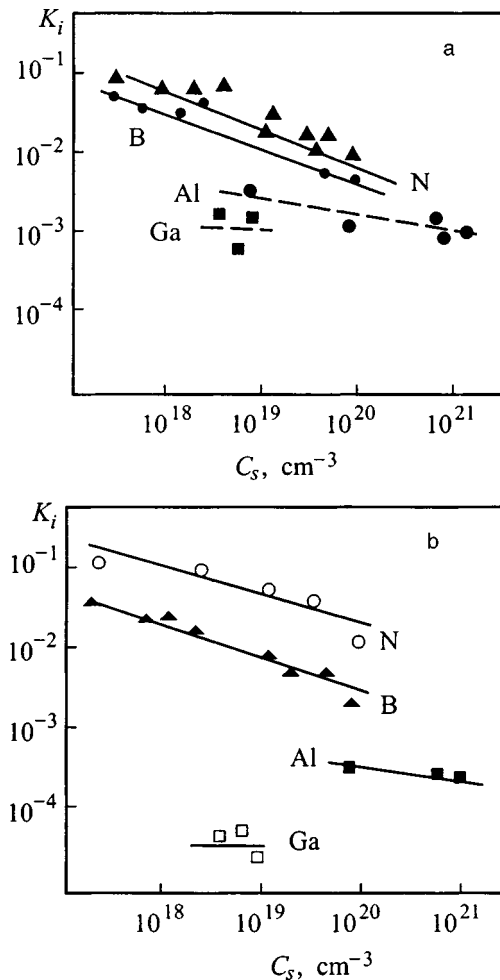 K_i
a
10^{-1}
B
10^{-2}
N
Al
10^{-3}
Ga
10^{-4}
10^{18} 10^{19} 10^{20} 10^{21}
C_s, cm^{-3}
K_i
b
10^{-1}
N
10^{-2}
B
10^{-3}
Al
10^{-4}
Ga
10^{18} 10^{19} 10^{20} 10^{21}
C_s, cm^{-3}